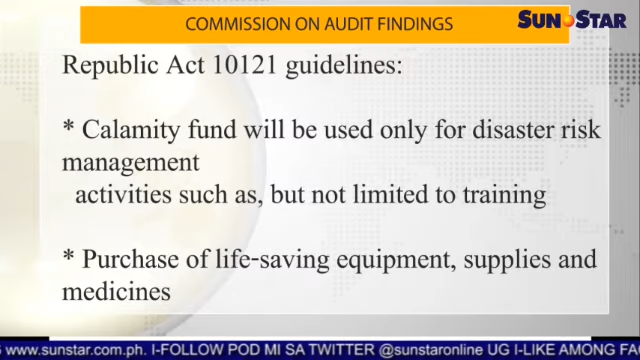 COMMISSION ON AUDIT FINDINGS
SUN STAR
Republic Act 10121 guidelines:
* Calamity fund will be used only for disaster risk
management
activities such as, but not limited to training
* Purchase of life-saving equipment, supplies and
medicines
www.sunstar.com.ph. I-FOLLOW POD MI SA TWITTER @sunstaronline UG I-LIKE AMONG